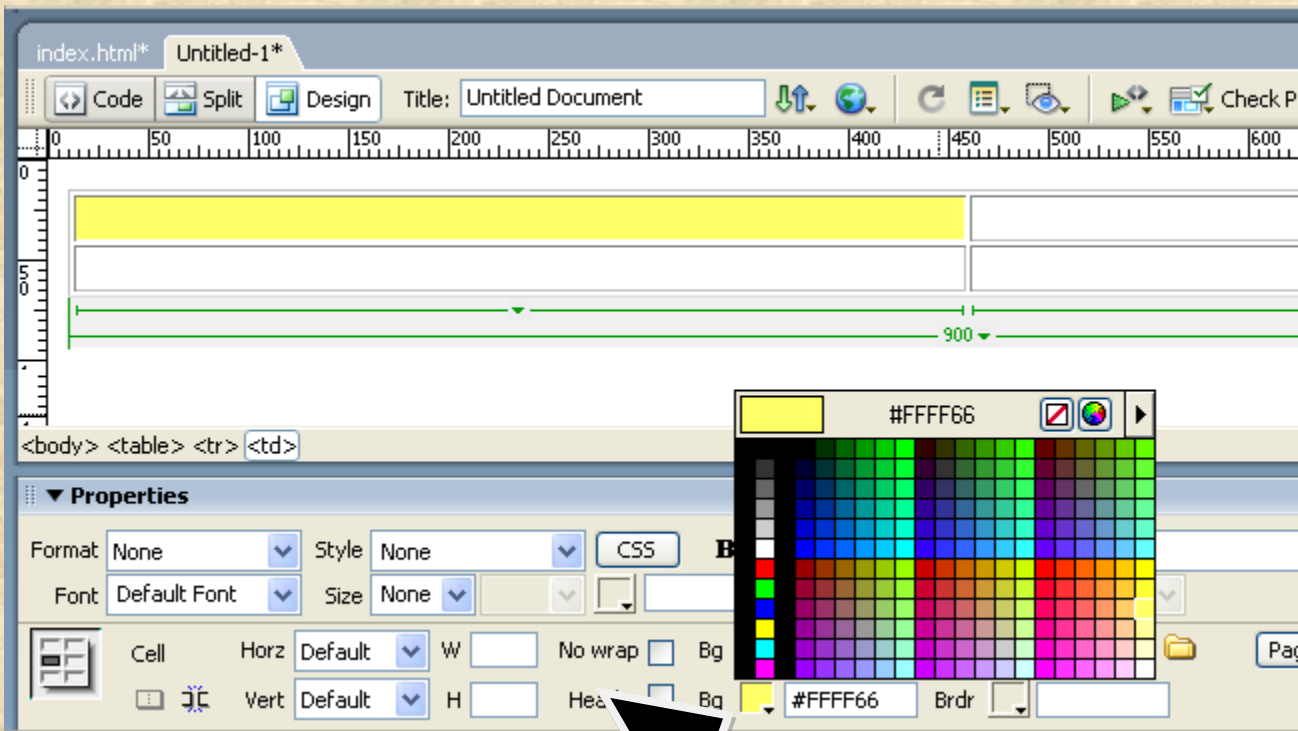 index.html* Untitled-1*
Code Split Design Title: Untitled Document Check P
0 50 100 150 200 250 300 350 400 450 500 550 600
0
50
900
#FFFF66
<body> <table> <tr> <td>
Properties
Format None Style None CSS B
Font Default Font Size None
Cell Horz Default W No wrap Bg Pag
Vert Default H Bg #FFFF66 Brdr